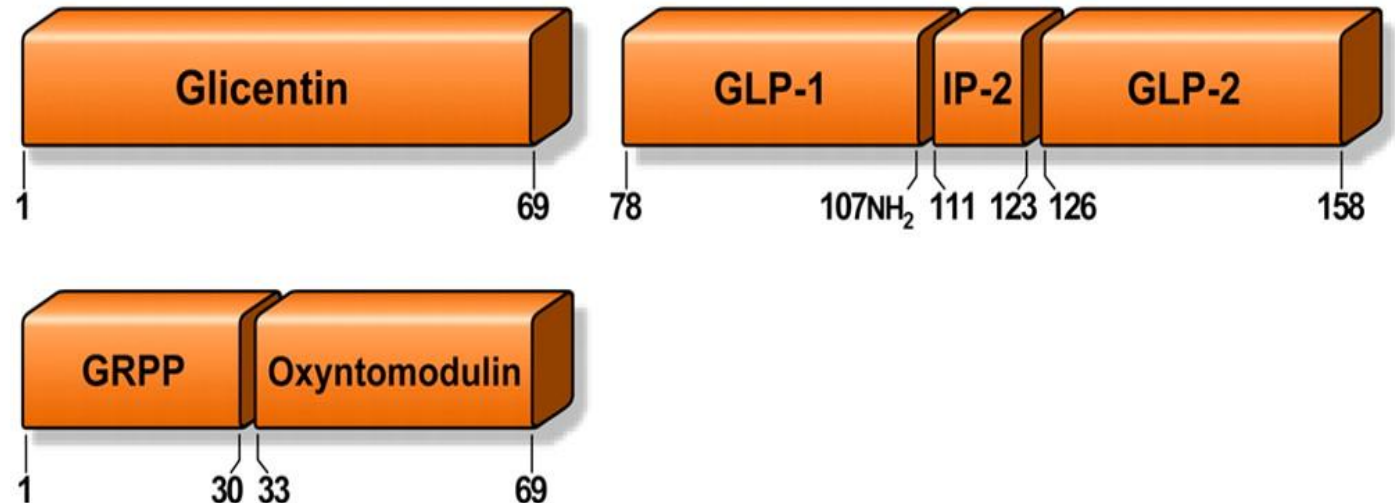 Glicentin GLP-1 IP-2 GLP-2
1 69 78 107NH₂ 111 123 126 158
GRPP Oxyntomodulin
1 30 33 69